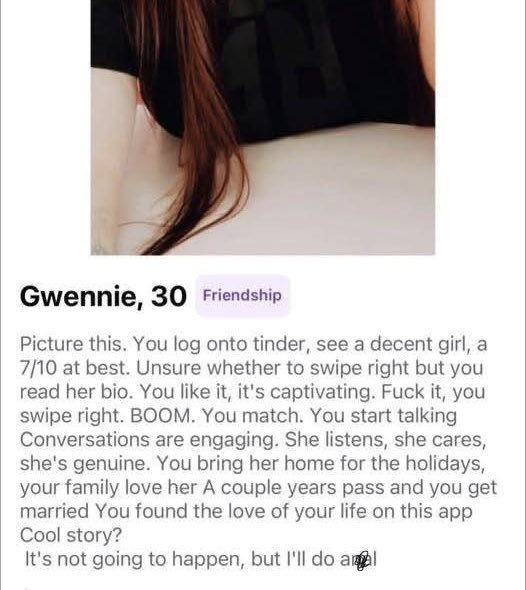 Gwennie, 30 Friendship
Picture this. You log onto tinder, see a decent girl, a
7/10 at best. Unsure whether to swipe right but you
read her bio. You like it, it's captivating. Fuck it, you
swipe right. BOOM. You match. You start talking
Conversations are engaging. She listens, she cares,
she's genuine. You bring her home for the holidays,
your family love her A couple years pass and you get
married You found the love of your life on this app
Cool story?
It's not going to happen, but I'll do